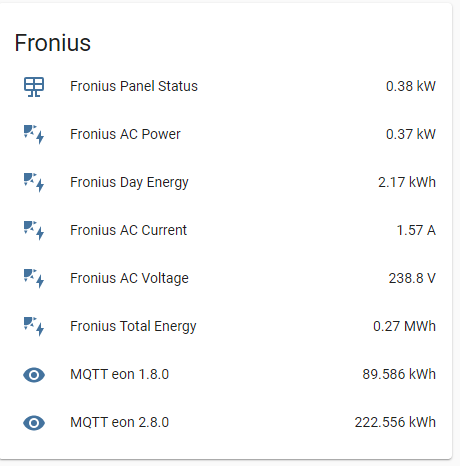 Fronius
Fronius Panel Status 0.38 kW
Fronius AC Power 0.37 kW
Fronius Day Energy 2.17 kWh
Fronius AC Current 1.57 A
Fronius AC Voltage 238.8 V
Fronius Total Energy 0.27 MWh
MQTT eon 1.8.0 89.586 kWh
MQTT eon 2.8.0 222.556 kWh